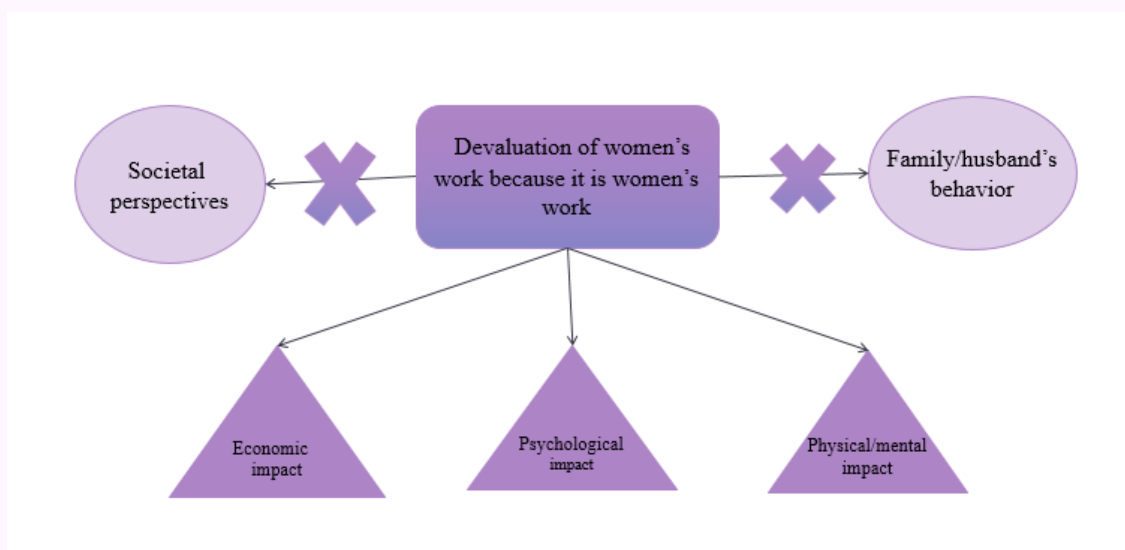 Societal
perspectives
Devaluation of women's
work because it is women's
work
Family/husband's
behavior
Economic
impact
Psychological
impact
Physical/mental
impact